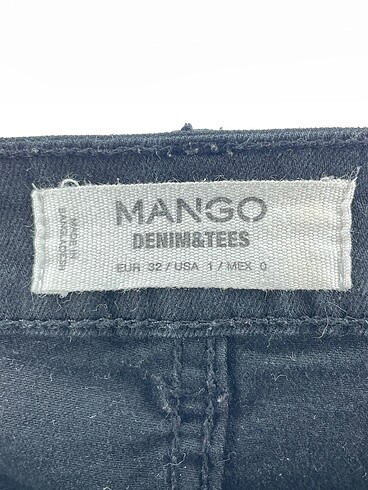 MANGO
DENIM&TEES
EUR 32 / USA 1 / MEX 0
MADE IN
BANGLADESH